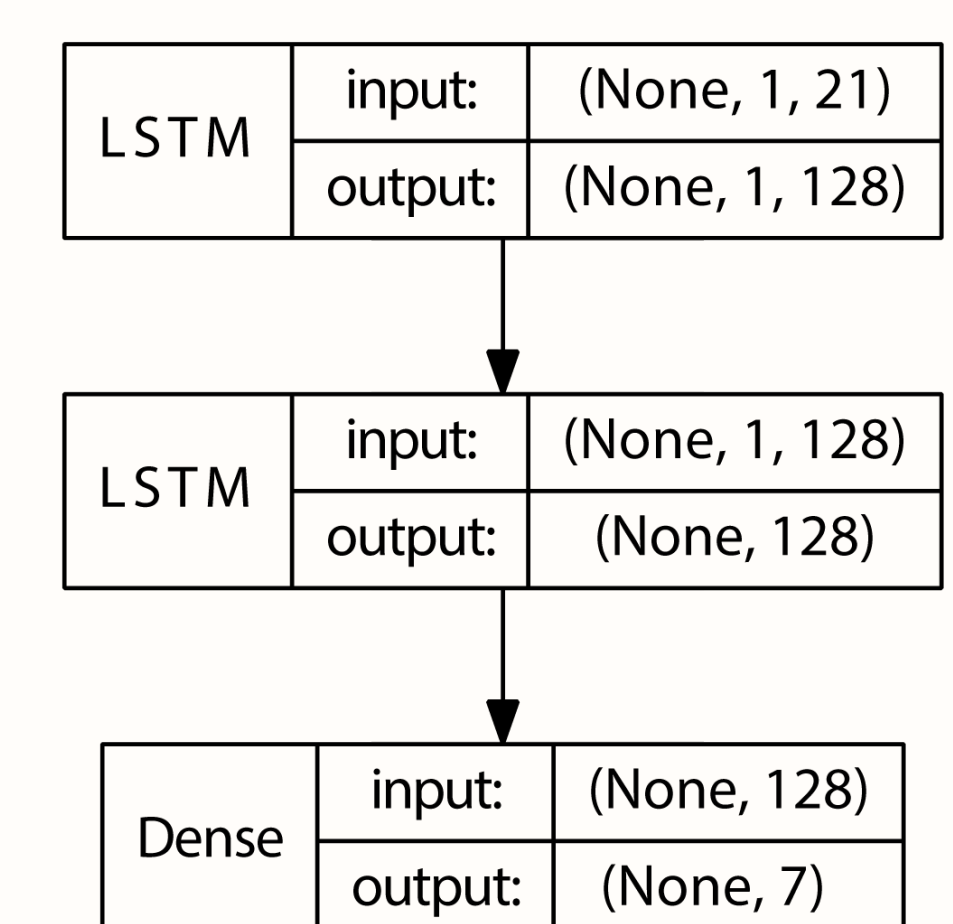 LSTM
input: (None, 1, 21)
output: (None, 1, 128)
LSTM
input: (None, 1, 128)
output: (None, 128)
Dense
input: (None, 128)
output: (None, 7)